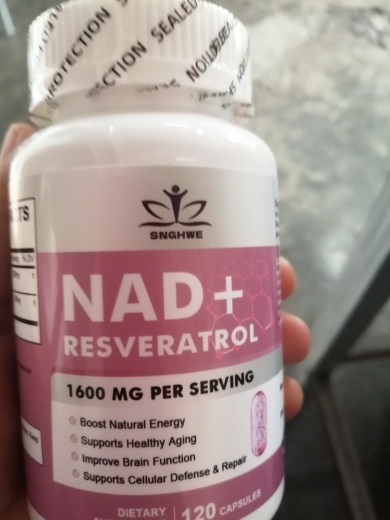 PROTECTION SEALED
SNGHWE
NAD+
RESVERATROL
1600 MG PER SERVING
Boost Natural Energy
Supports Healthy Aging
Improve Brain Function
Supports Cellular Defense & Repair
DIETARY
120 CAPSULES